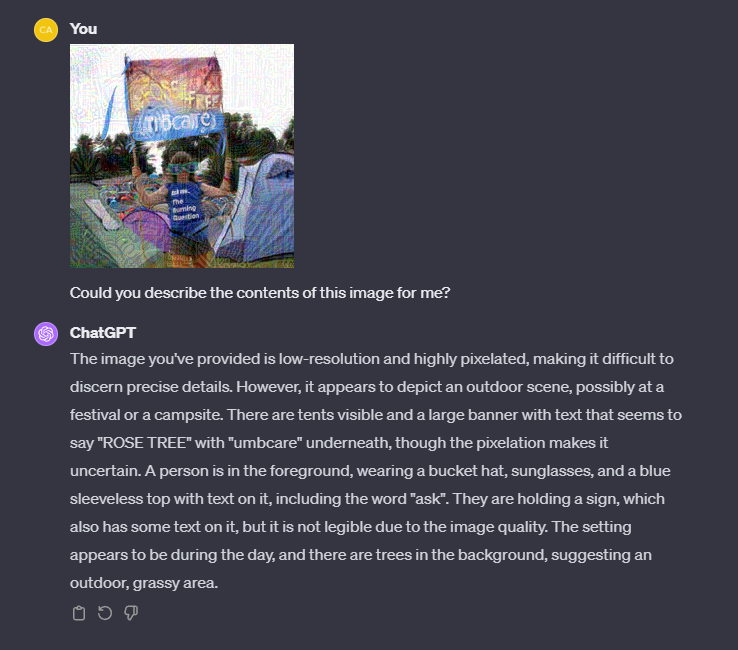 CA You
FREE
ask me..
The
Burning
Question
Could you describe the contents of this image for me?
ChatGPT
The image you've provided is low-resolution and highly pixelated, making it difficult to
discern precise details. However, it appears to depict an outdoor scene, possibly at a
festival or a campsite. There are tents visible and a large banner with text that seems to
say "ROSE TREE" with "umbcare" underneath, though the pixelation makes it
uncertain. A person is in the foreground, wearing a bucket hat, sunglasses, and a blue
sleeveless top with text on it, including the word "ask". They are holding a sign, which
also has some text on it, but it is not legible due to the image quality. The setting
appears to be during the day, and there are trees in the background, suggesting an
outdoor, grassy area.